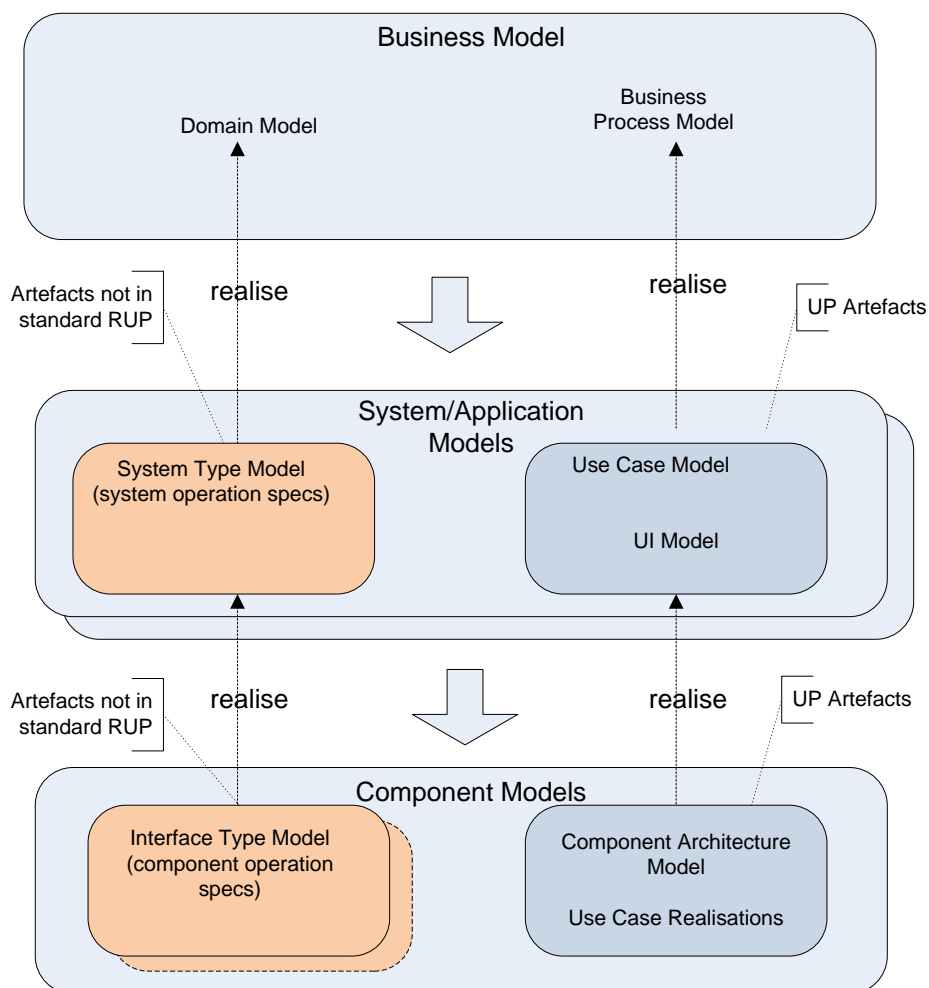 Business Model
Domain Model
Business
Process Model
Artefacts not in
standard RUP
realise
realise
UP Artefacts
System/Application
Models
System Type Model
(system operation specs)
Use Case Model
UI Model
Artefacts not in
standard RUP
realise
realise
UP Artefacts
Component Models
Interface Type Model
(component operation
specs)
Component Architecture
Model
Use Case Realisations